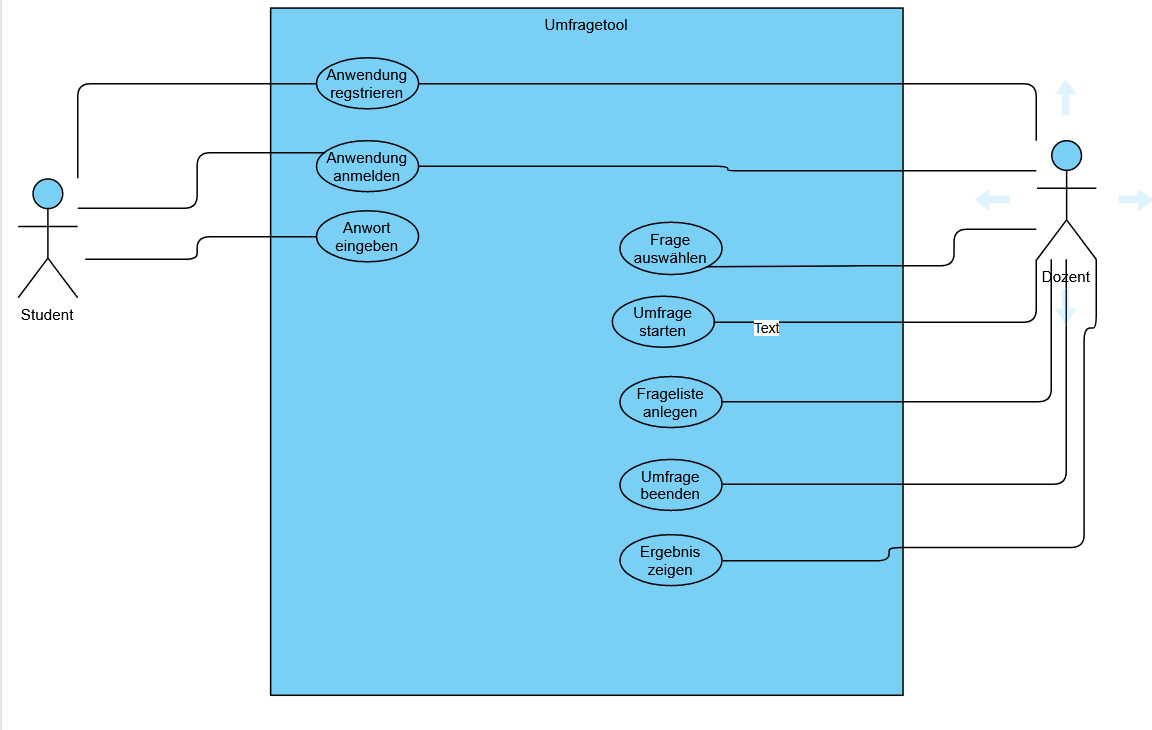 Umfragetool
Anwendung
regstrieren
Anwendung
anmelden
Anwort
eingeben
Frage
auswählen
Umfrage
starten
Text
Frageliste
anlegen
Umfrage
beenden
Ergebnis
zeigen
Student
Dozent